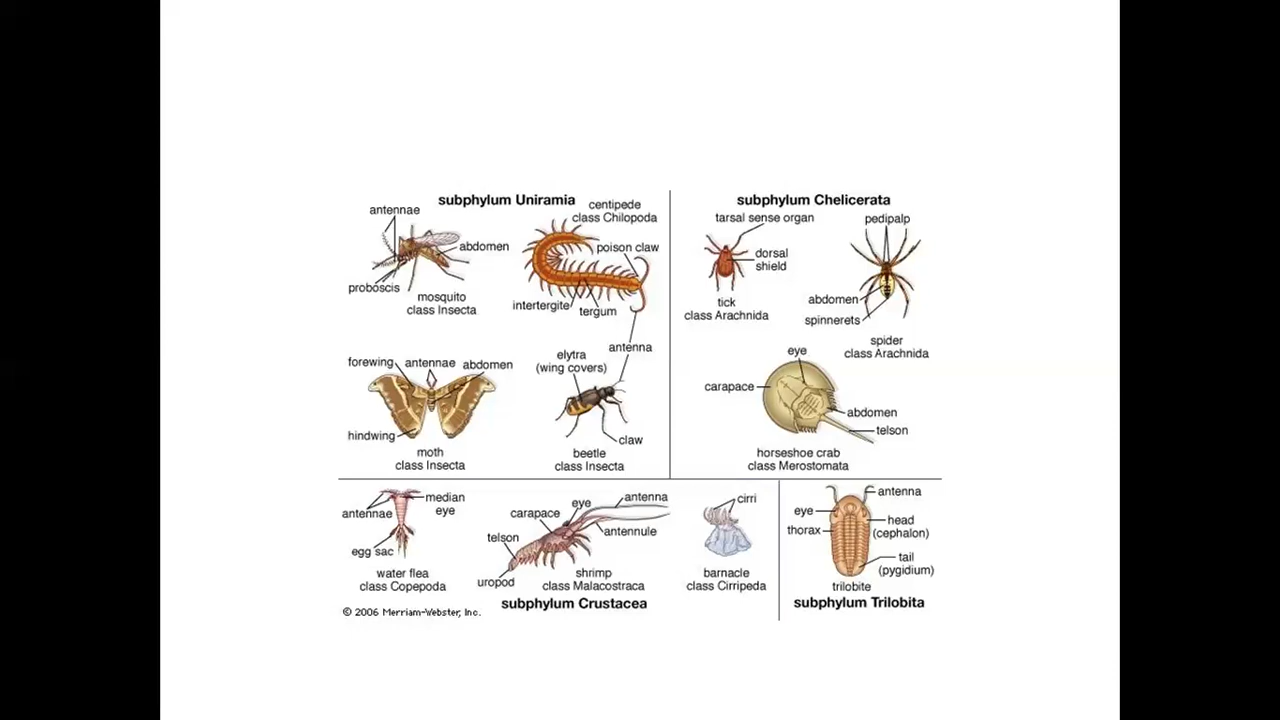 subphylum Uniramia
antennae
abdomen
proboscis
mosquito
class Insecta
centipede
class Chilopoda
poison claw
intertergite
tergum
antenna
forewing
antennae
abdomen
hindwing
moth
class Insecta
elytra
(wing covers)
claw
beetle
class Insecta
subphylum Chelicerata
tarsal sense organ
dorsal
shield
tick
class Arachnida
pedipalp
abdomen
spinnerets
spider
class Arachnida
eye
carapace
abdomen
telson
horseshoe crab
class Merostomata
antennae
median
eye
egg sac
water flea
class Copepoda
antenna
eye
carapace
antennule
telson
uropod
shrimp
class Malacostraca
cirri
barnacle
class Cirripeda
subphylum Crustacea
antenna
eye
head
(cephalon)
thorax
tail
(pygidium)
trilobite
subphylum Trilobita
© 2006 Merriam-Webster, Inc.